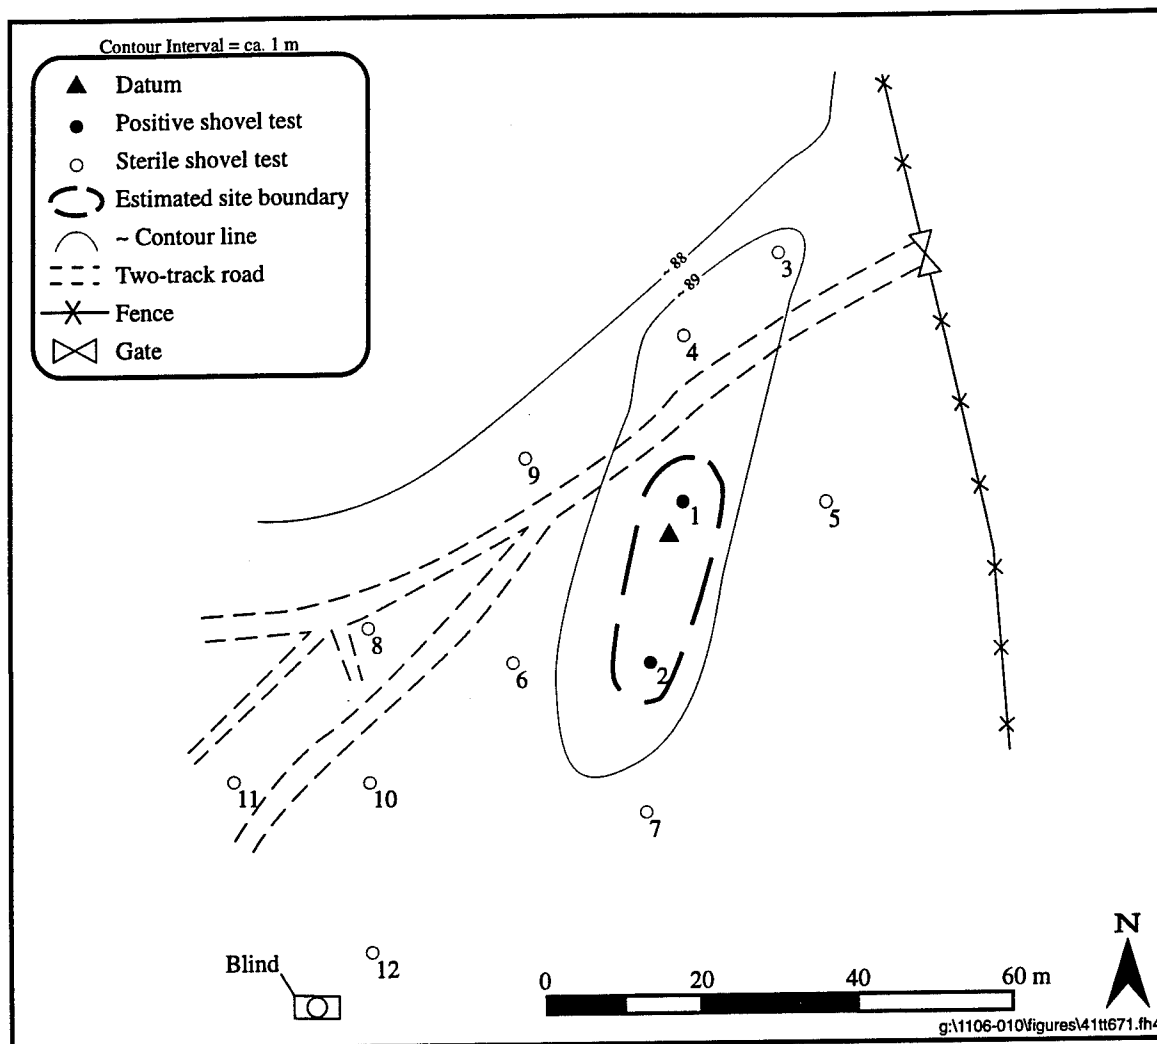 Contour Interval = ca. 1 m
Datum
Positive shovel test
Sterile shovel test
Estimated site boundary
~ Contour line
Two-track road
Fence
Gate
88
89
3
4
9
1
5
8
6
2
11
10
7
12
Blind
N
0 20 40 60 m
g:\1106-010\figures\41tt671.fh4